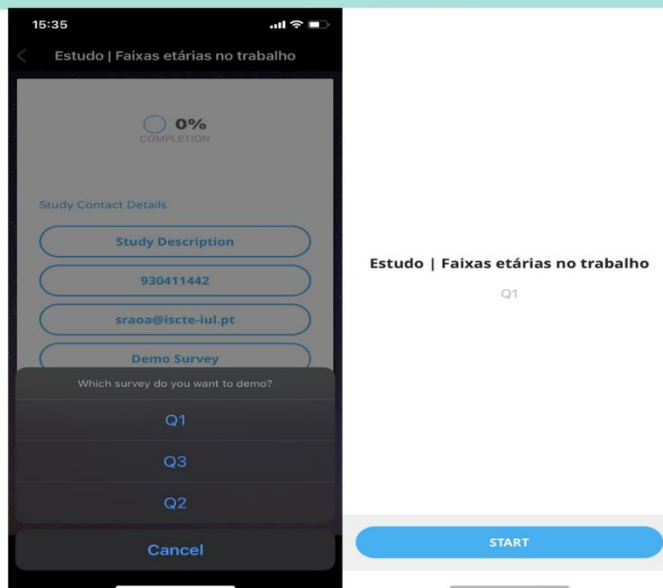 15:35
Estudo | Faixas etárias no trabalho
0%
COMPLETION
Study Contact Details
Study Description
930411442
sraoa@iscte-iul.pt
Demo Survey
Which survey do you want to demo?
Q1
Q3
Q2
Cancel
Estudo | Faixas etárias no trabalho
Q1
START